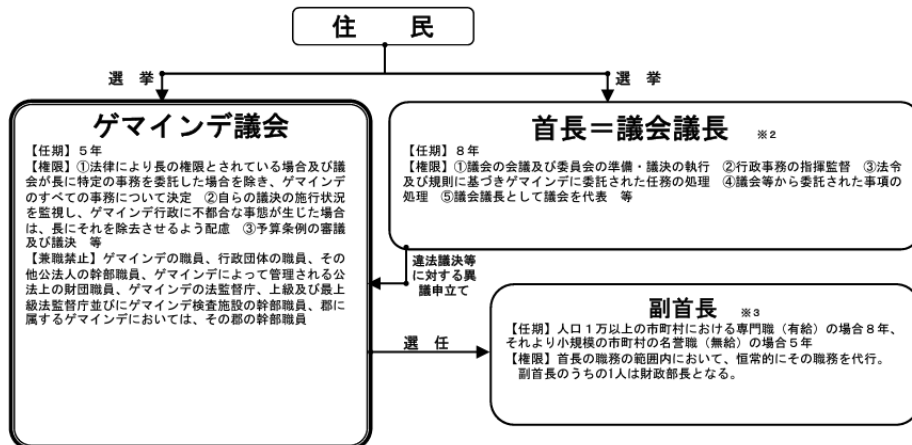 住　民
選　挙
選　挙
ゲマインデ議会
【任期】５年
【権限】①法律により長の権限とされている場合及び議
会が長に特定の事務を委託した場合を除き、ゲマインデ
のすべての事務について決定　②自らの議決の施行状況
を監視し、ゲマインデ行政に不都合な事態が生じた場合
は、長にそれを除去させるよう配慮　③予算条例の審議
及び議決　等
【兼職禁止】ゲマインデの職員、行政団体の職員、その
他公法人の幹部職員、ゲマインデによって管理される公
法上の財団職員、ゲマインデの法監督庁、上級及び最上
級法監督庁並びにゲマインデ検査施設の幹部職員、郡に
属するゲマインデにおいては、その郡の幹部職員
首長＝議会議長　※２
【任期】８年
【権限】①議会の会議及び委員会の準備・議決の執行　②行政事務の指揮監督　③法令
及び規則に基づきゲマインデに委託された任務の処理　④議会等から委託された事項の
処理　⑤議会議長として議会を代表　等
違法議決等
に対する異
議申立て
選　任
副首長　※３
【任期】人口１万以上の市町村における専門職（有給）の場合８年、
それより小規模の市町村の名誉職（無給）の場合５年
【権限】首長の職務の範囲内において、恒常的にその職務を代行。
副首長のうちの1人は財政部長となる。